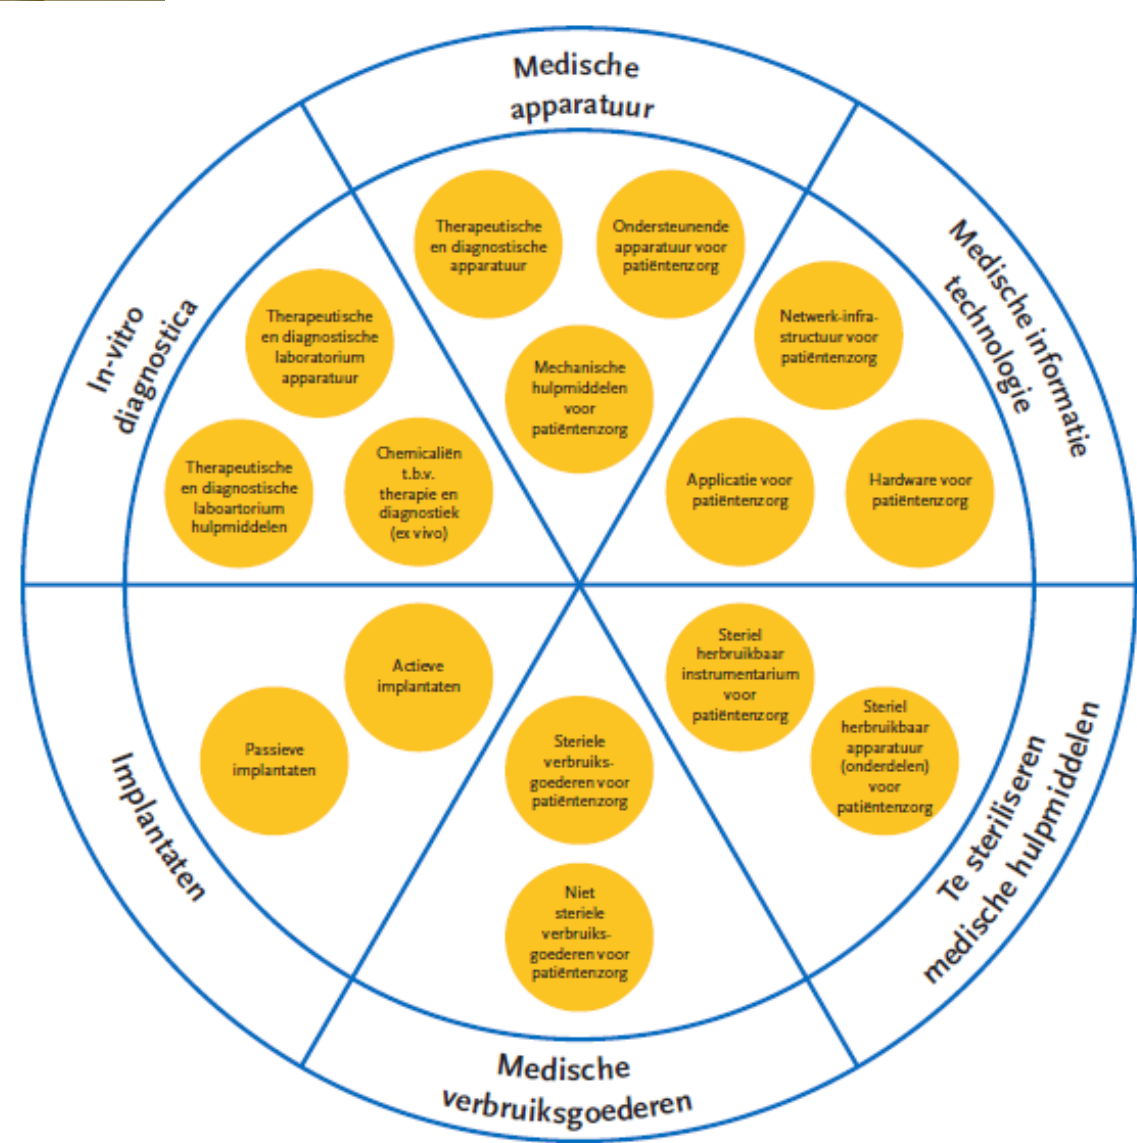 Medische
apparatuur
Therapeutische
en diagnostische
apparatuur
Ondersteunende
apparatuur voor
patiëntenzorg
Mechanische
hulpmiddelen
voor
patiëntenzorg
Medische informatie
technologie
Netwerk-infra-
structuur voor
patiëntenzorg
Applicatie voor
patiëntenzorg
Hardware voor
patiëntenzorg
Te steriliseren
medische hulpmiddelen
Steriel
herbruikbaar
instrumentarium
voor
patiëntenzorg
Steriel
herbruikbaar
apparatuur
(onderdelen)
voor
patiëntenzorg
Medische
verbruiksgoederen
Steriele
verbruiks-
goederen voor
patiëntenzorg
Niet
steriele
verbruiks-
goederen voor
patiëntenzorg
Implantaten
Actieve
implantaten
Passieve
implantaten
In-vitro
diagnostica
Therapeutische
en diagnostische
laboratorium
apparatuur
Therapeutische
en diagnostische
laboartorium
hulpmiddelen
Chemicaliën
t.b.v.
therapie en
diagnostiek
(ex vivo)